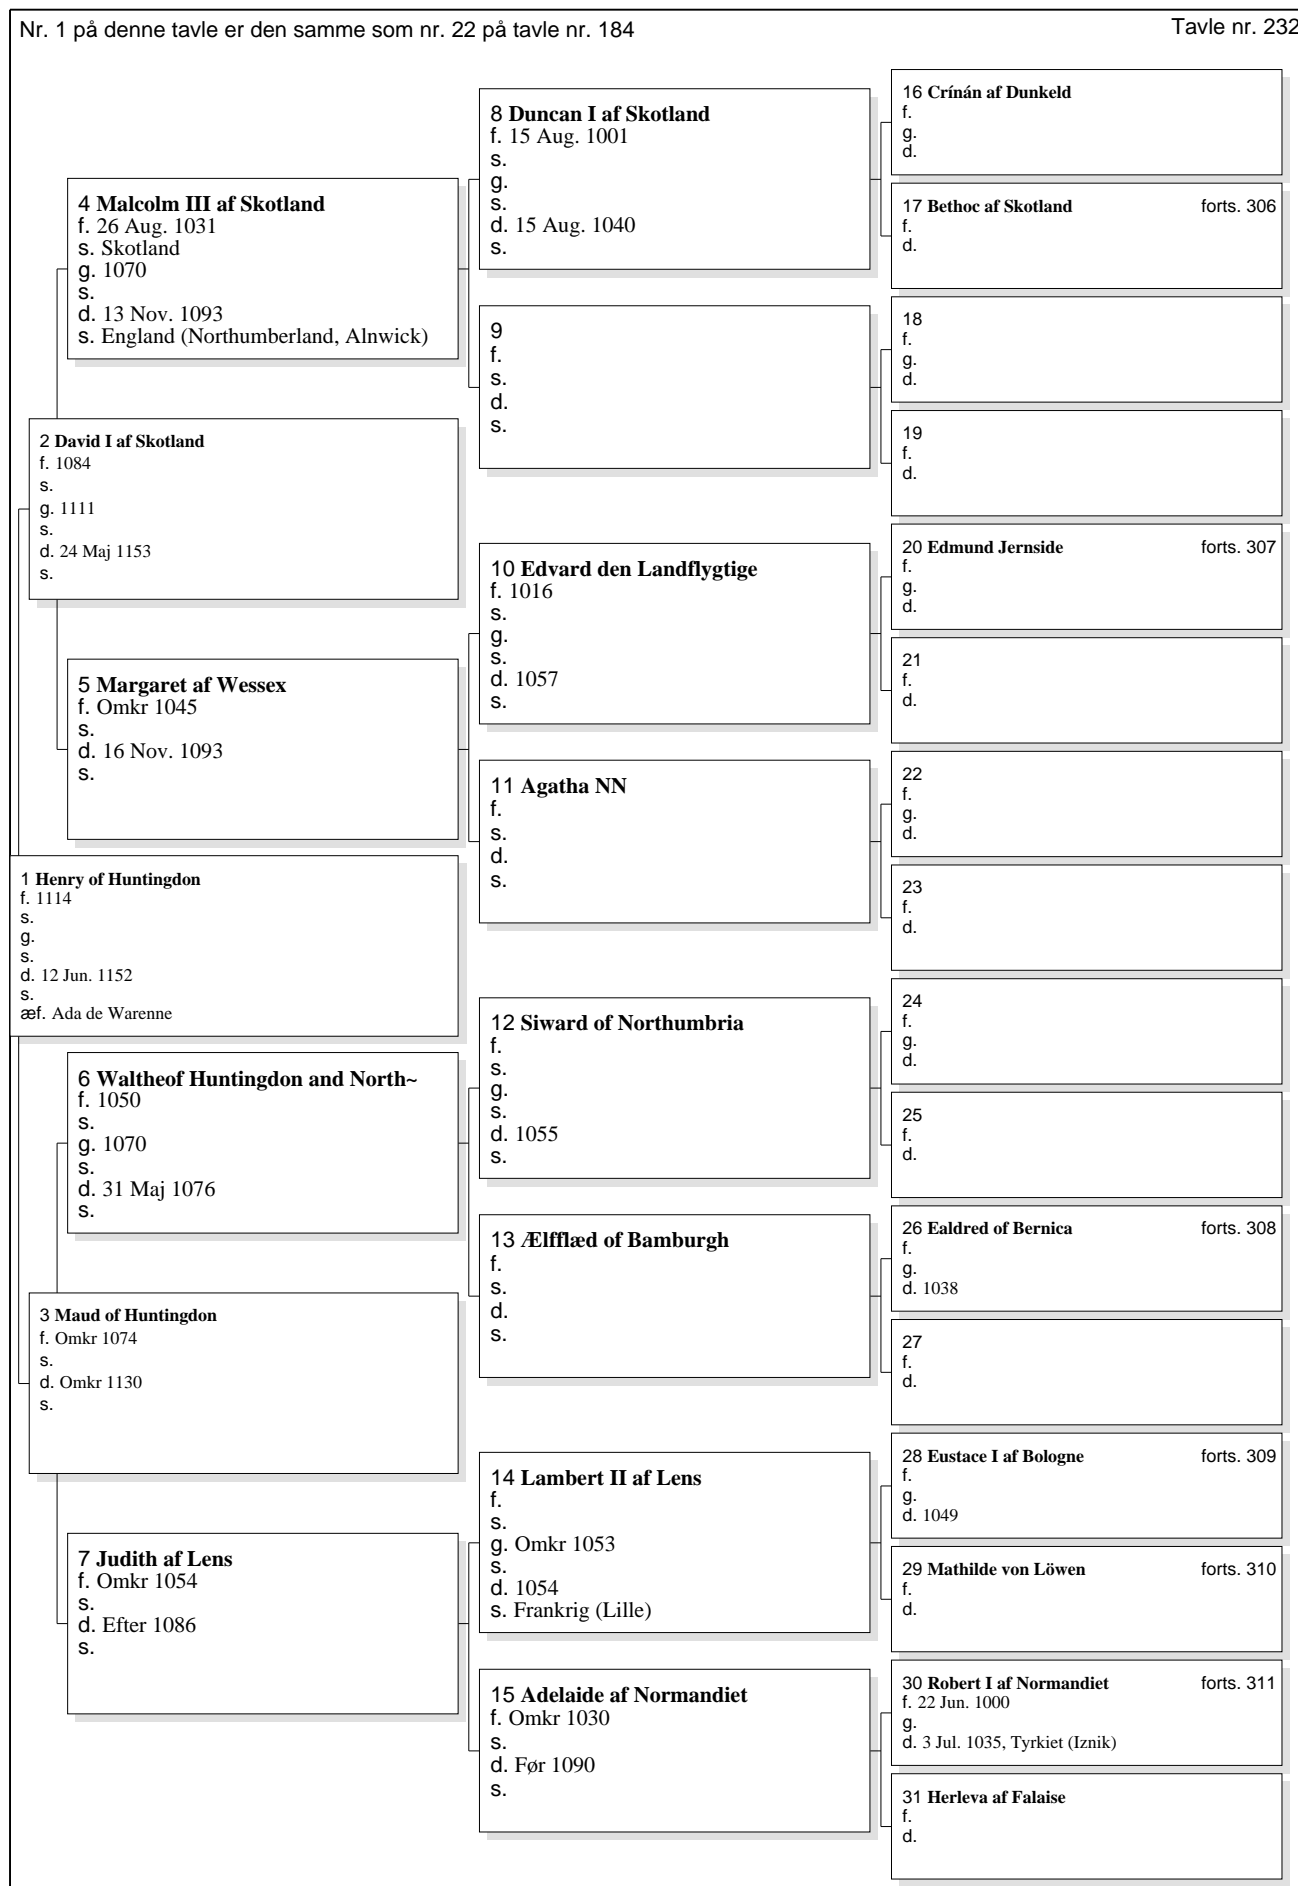 Nr. 1 på denne tavle er den samme som nr. 22 på tavle nr. 184
Tavle nr. 232
1 Henry of Huntingdon
f. 1114
s.
g.
s.
d. 12 Jun. 1152
s.
æf. Ada de Warenne
2 David I af Skotland
f. 1084
s.
g. 1111
s.
d. 24 Maj 1153
s.
3 Maud of Huntingdon
f. Omkr 1074
s.
d. Omkr 1130
s.
4 Malcolm III af Skotland
f. 26 Aug. 1031
s. Skotland
g. 1070
s.
d. 13 Nov. 1093
s. England (Northumberland, Alnwick)
5 Margaret af Wessex
f. Omkr 1045
s.
d. 16 Nov. 1093
s.
6 Waltheof Huntingdon and North~
f. 1050
s.
g. 1070
s.
d. 31 Maj 1076
s.
7 Judith af Lens
f. Omkr 1054
s.
d. Efter 1086
s.
8 Duncan I af Skotland
f. 15 Aug. 1001
s.
g.
s.
d. 15 Aug. 1040
s.
9
f.
s.
d.
s.
10 Edvard den Landflygtige
f. 1016
s.
g.
s.
d. 1057
s.
11 Agatha NN
f.
s.
d.
s.
12 Siward of Northumbria
f.
s.
g.
s.
d. 1055
s.
13 Ælfflæd of Bamburgh
f.
s.
d.
s.
14 Lambert II af Lens
f.
s.
g. Omkr 1053
s.
d. 1054
s. Frankrig (Lille)
15 Adelaide af Normandiet
f. Omkr 1030
s.
d. Før 1090
s.
16 Crínán af Dunkeld
f.
g.
d.
17 Bethoc af Skotland forts. 306
f.
d.
18
f.
g.
d.
19
f.
d.
20 Edmund Jernside forts. 307
f.
g.
d.
21
f.
d.
22
f.
g.
d.
23
f.
d.
24
f.
g.
d.
25
f.
d.
26 Ealdred of Bernica forts. 308
f.
g.
d. 1038
27
f.
d.
28 Eustace I af Bologne forts. 309
f.
g.
d. 1049
29 Mathilde von Löwen forts. 310
f.
d.
30 Robert I af Normandiet forts. 311
f. 22 Jun. 1000
g.
d. 3 Jul. 1035, Tyrkiet (Iznik)
31 Herleva af Falaise
f.
d.